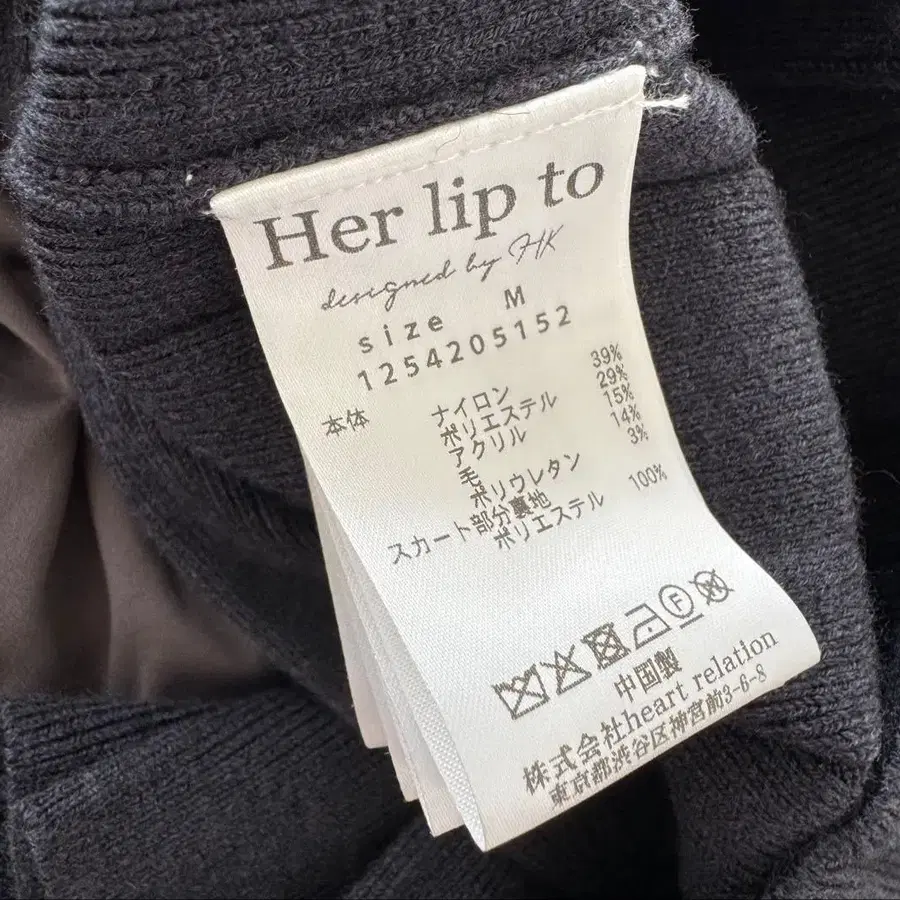 Her lip to
designed by HK
size M
1254205152
本体 ナイロン 39%
ポリエステル 29%
アクリル 15%
毛 14%
ポリウレタン 3%
スカート部分裏地
ポリエステル 100%
F
中国製
株式会社heart relation
東京都渋谷区神宮前3-6-8